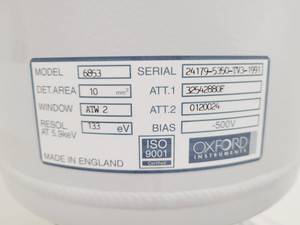 MODEL 6853 SERIAL 24179-5350-TV3-1991
DET.AREA 10 mm² ATT.1 32542880F
WINDOW ATW 2 ATT.2 0120024
RESOL. AT 5.9keV 133 eV BIAS -500V
MADE IN ENGLAND
ISO 9001 Certified
OXFORD
INSTRUMENTS